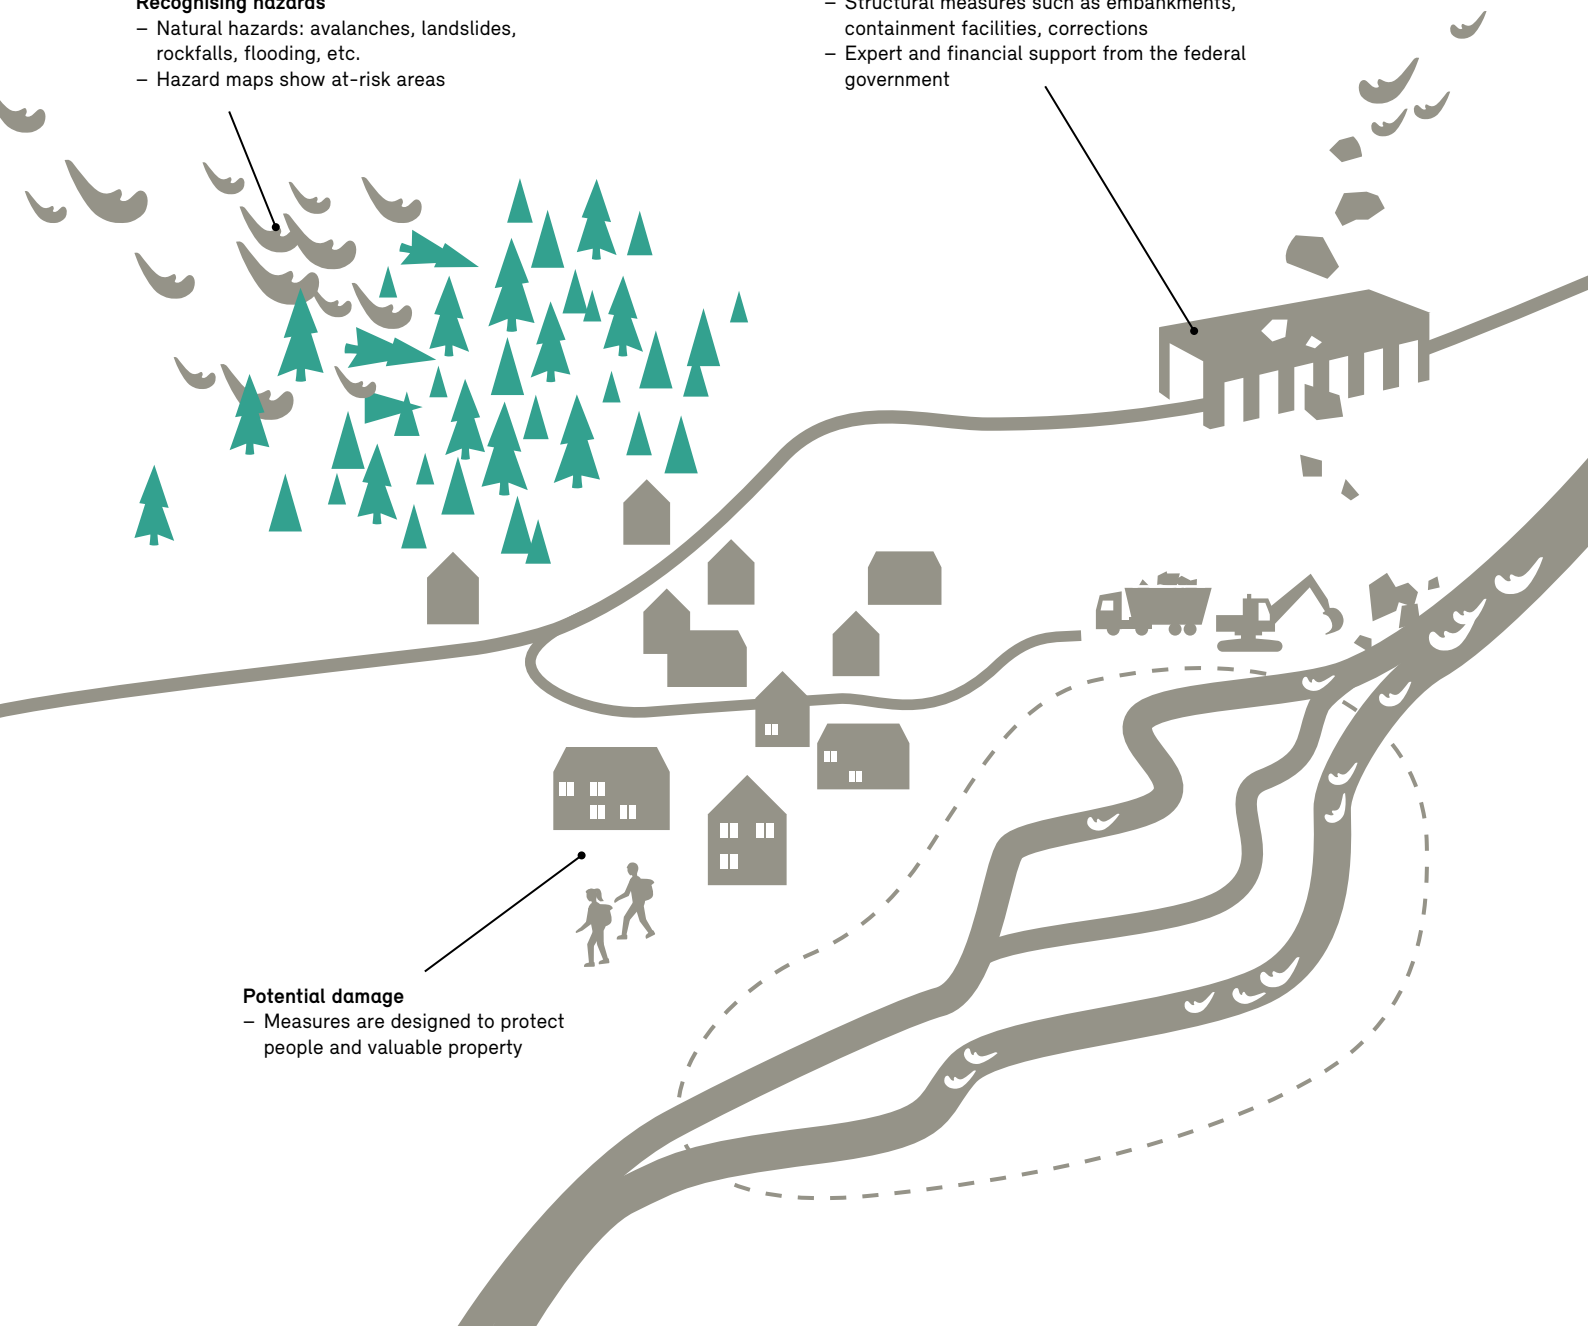 Recognising hazards
– Natural hazards: avalanches, landslides,
rockfalls, flooding, etc.
– Hazard maps show at-risk areas
– Structural measures such as embankments,
containment facilities, corrections
– Expert and financial support from the federal
government
Potential damage
– Measures are designed to protect
people and valuable property